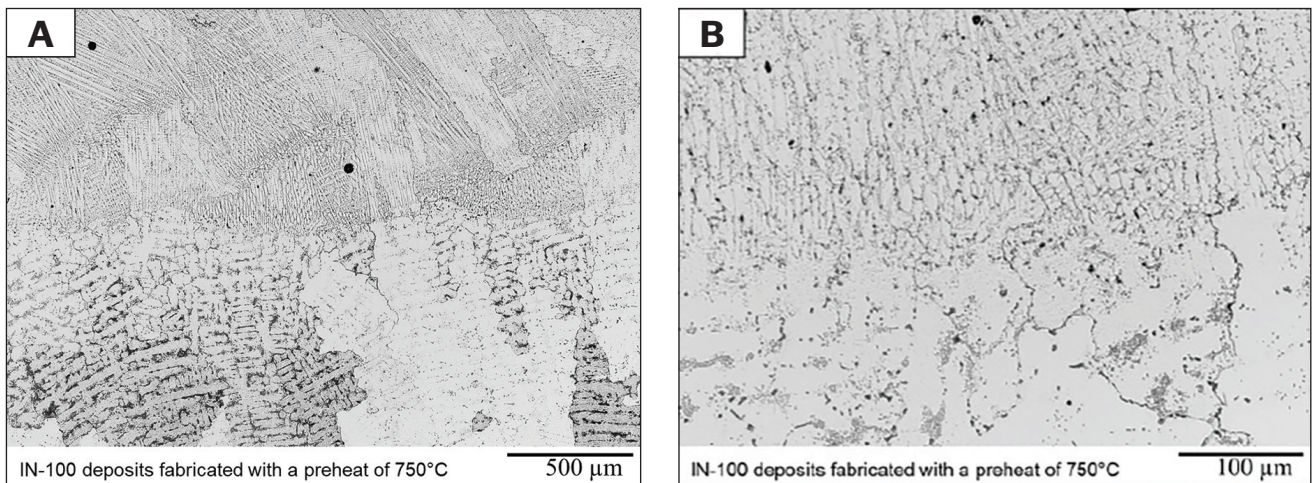 A
B
IN-100 deposits fabricated with a preheat of 750°C
500 µm
IN-100 deposits fabricated with a preheat of 750°C
100 µm